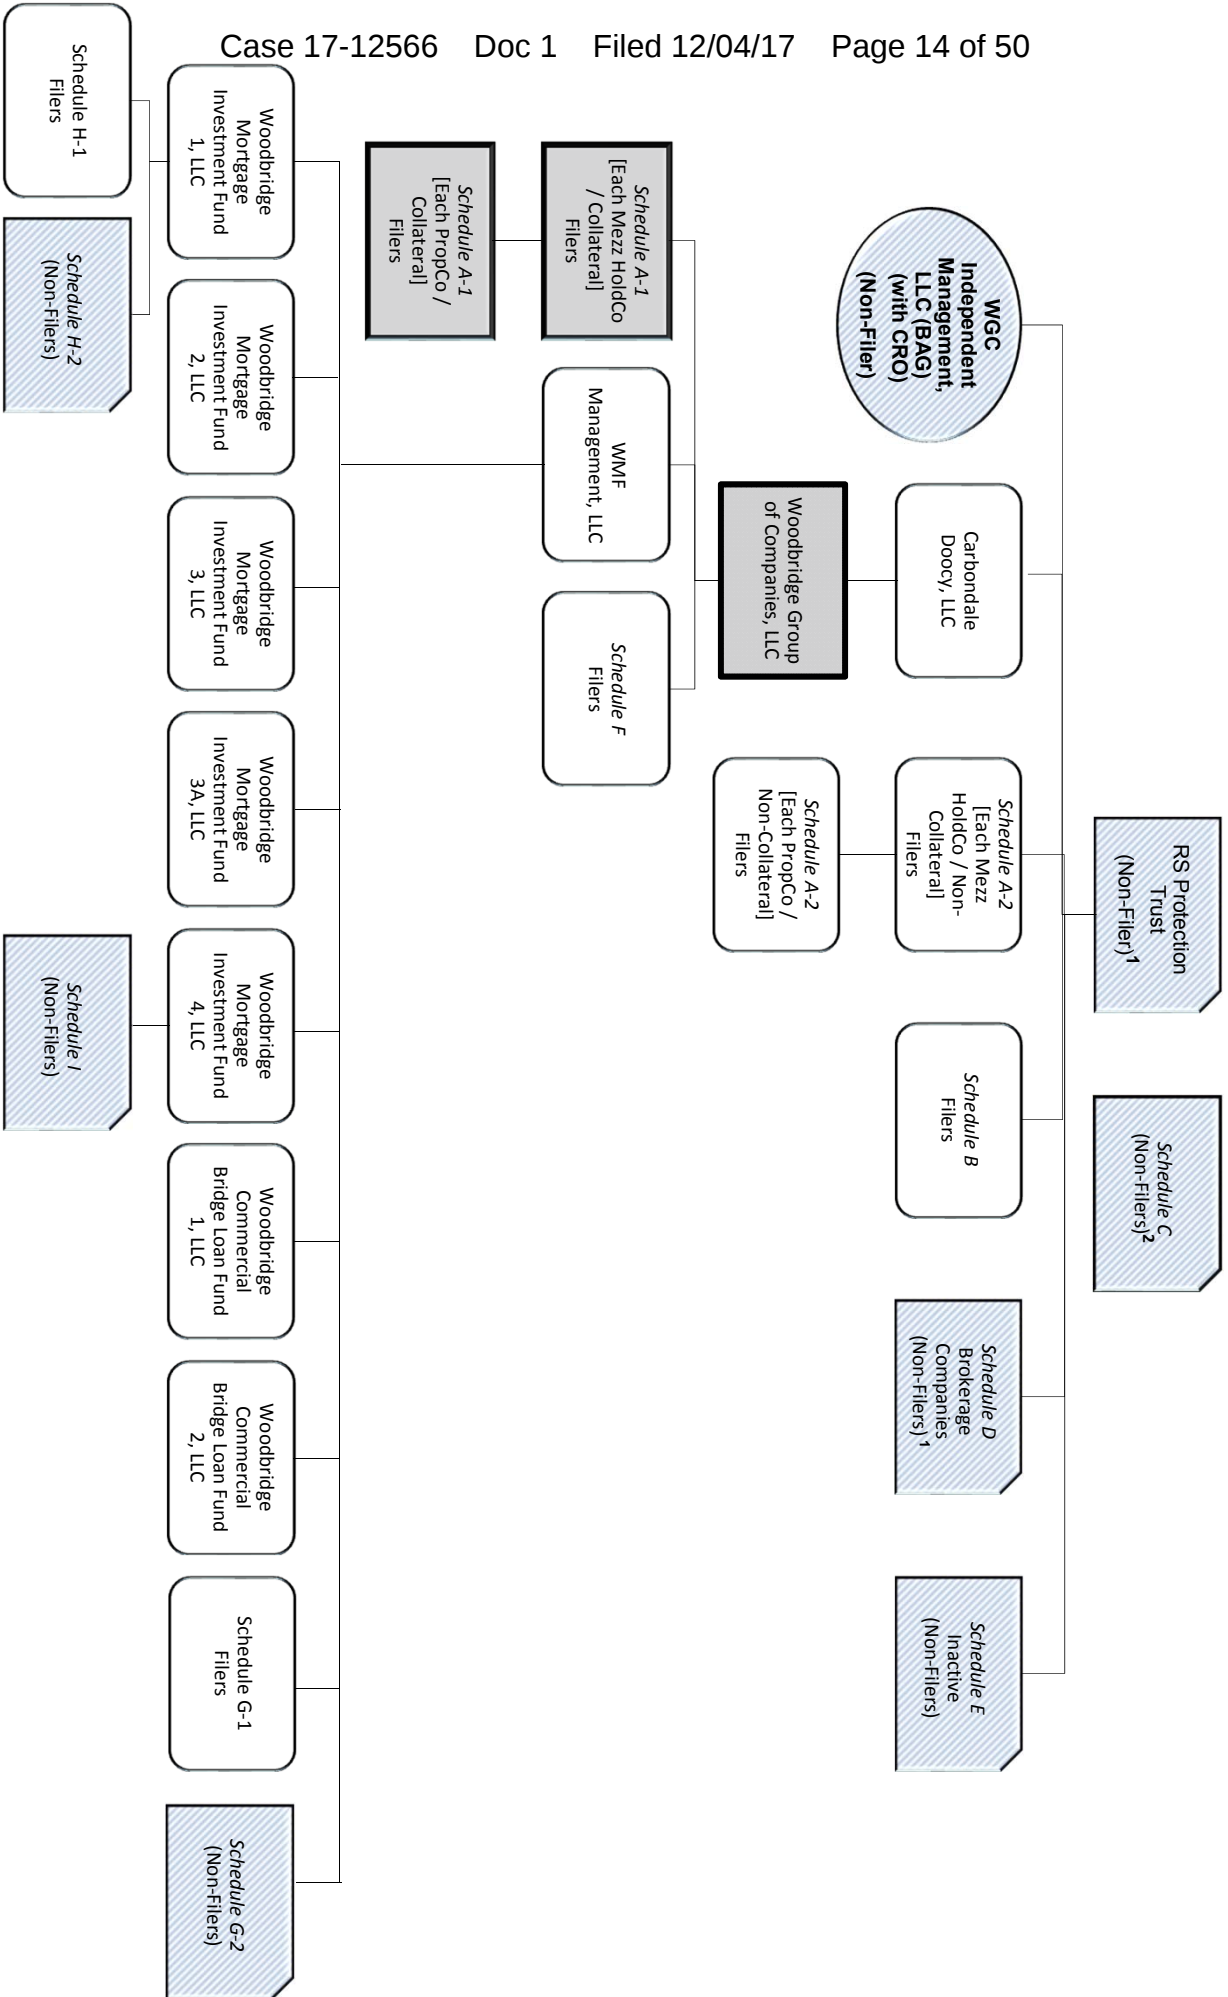 Case 17-12566 Doc 1 Filed 12/04/17 Page 14 of 50
RS Protection
Trust
(Non-Filer)1
Schedule C
(Non-Filers)2
WGC
Independent
Management,
LLC (BAG)
(with CRO)
(Non-Filer)
Carbondale
Doocy, LLC
Schedule A-2
[Each Mezz
HoldCo / Non-
Collateral]
Filers
Schedule B
Filers
Schedule D
Brokerage
Companies
(Non-Filers)1
Schedule E
Inactive
(Non-Filers)
Woodbridge Group
of Companies, LLC
Schedule A-2
[Each PropCo /
Non-Collateral]
Filers
Schedule A-1
[Each Mezz HoldCo
/ Collateral]
Filers
WMF
Management, LLC
Schedule F
Filers
Schedule A-1
[Each PropCo /
Collateral]
Filers
Woodbridge
Mortgage
Investment Fund
1, LLC
Woodbridge
Mortgage
Investment Fund
2, LLC
Woodbridge
Mortgage
Investment Fund
3, LLC
Woodbridge
Mortgage
Investment Fund
3A, LLC
Woodbridge
Mortgage
Investment Fund
4, LLC
Woodbridge
Commercial
Bridge Loan Fund
1, LLC
Woodbridge
Commercial
Bridge Loan Fund
2, LLC
Schedule G-1
Filers
Schedule G-2
(Non-Filers)
Schedule H-1
Filers
Schedule H-2
(Non-Filers)
Schedule I
(Non-Filers)